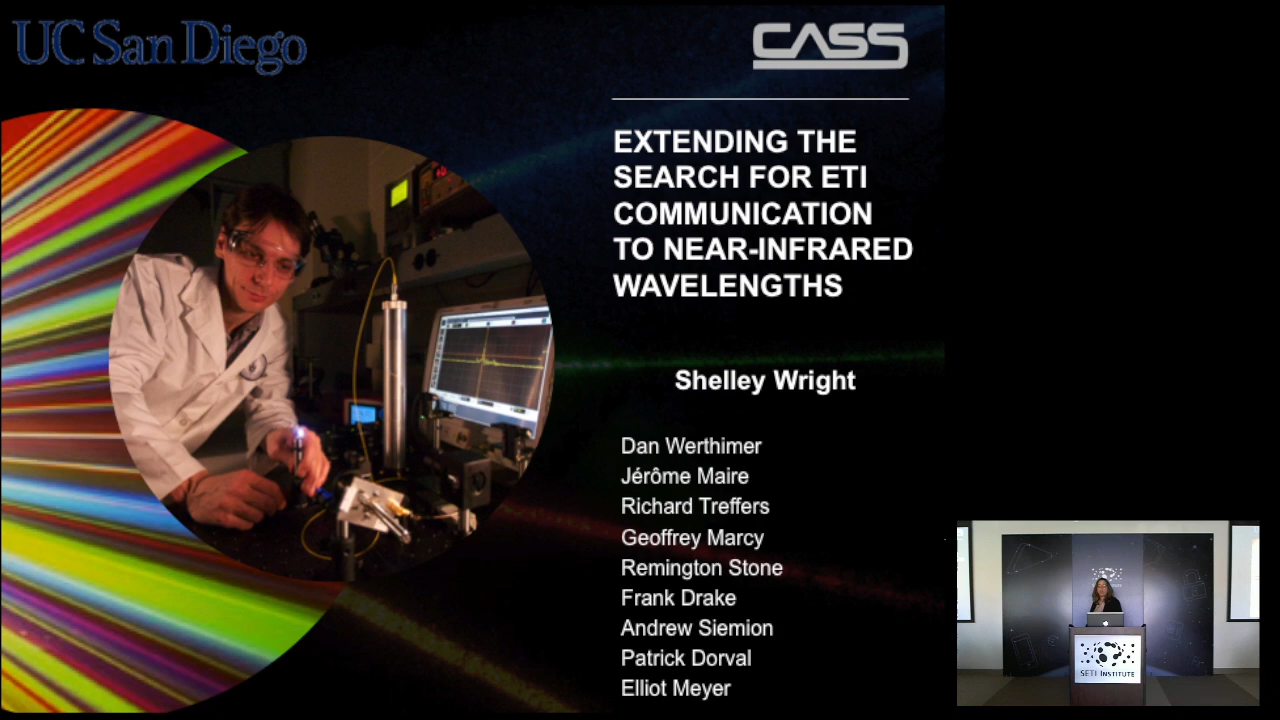 UC San Diego
CASS
EXTENDING THE
SEARCH FOR ETI
COMMUNICATION
TO NEAR-INFRARED
WAVELENGTHS
Shelley Wright
Dan Werthimer
Jérôme Maire
Richard Treffers
Geoffrey Marcy
Remington Stone
Frank Drake
Andrew Siemion
Patrick Dorval
Elliot Meyer
SETI INSTITUTE